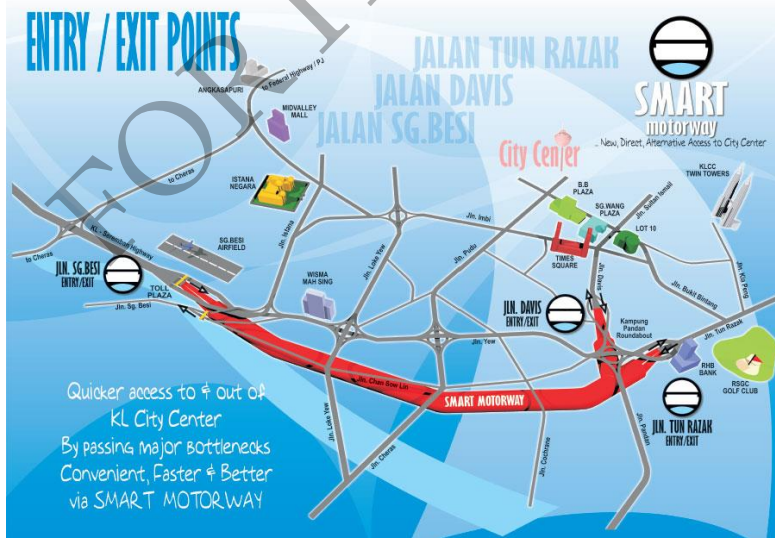 ENTRY / EXIT POINTS
FOR
JALAN TUN RAZAK
JALAN DAVIS
JALAN SG.BESI
SMART
motorway
... New, Direct, Alternative Access to City Center
City Center
ANGKASAPURI
to Federal Highway / PJ
MIDVALLEY
MALL
ISTANA
NEGARA
to Cheras
to Cheras
KL - Seremban Highway
SG.BESI
AIRFIELD
JLN. SG.BESI
ENTRY/EXIT
TOLL
PLAZA
Jln. Sg. Besi
Jln. Istana
WISMA
MAH SING
Jln. Loke Yew
Jln. Imbi
Jln. Pudu
B.B
PLAZA
SG.WANG
PLAZA
Jln. Sultan Ismail
LOT 10
TIMES
SQUARE
KLCC
TWIN TOWERS
Jln. Davis
JLN. DAVIS
ENTRY/EXIT
Jln. Bukit Bintang
Jln. Kia Peng
Kampung
Pandan
Roundabout
Jln. Tun Razak
Jln. Yew
RHB
BANK
RSGC
GOLF CLUB
JLN. TUN RAZAK
ENTRY/EXIT
Jln. Chan Sow Lin
SMART MOTORWAY
Jln. Loke Yew
Jln. Cheras
Jln. Cochrane
Jln. Pandan
Quicker access to & out of
KL City Center
By passing major bottlenecks
Convenient, Faster & Better
via SMART MOTORWAY